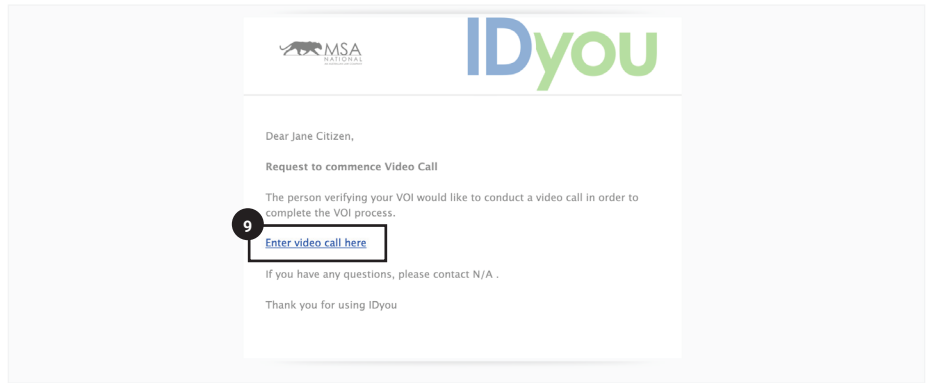 MSA
NATIONAL
IDyou
Dear Jane Citizen,
Request to commence Video Call
The person verifying your VOI would like to conduct a video call in order to
complete the VOI process.
9
Enter video call here
If you have any questions, please contact N/A .
Thank you for using IDyou